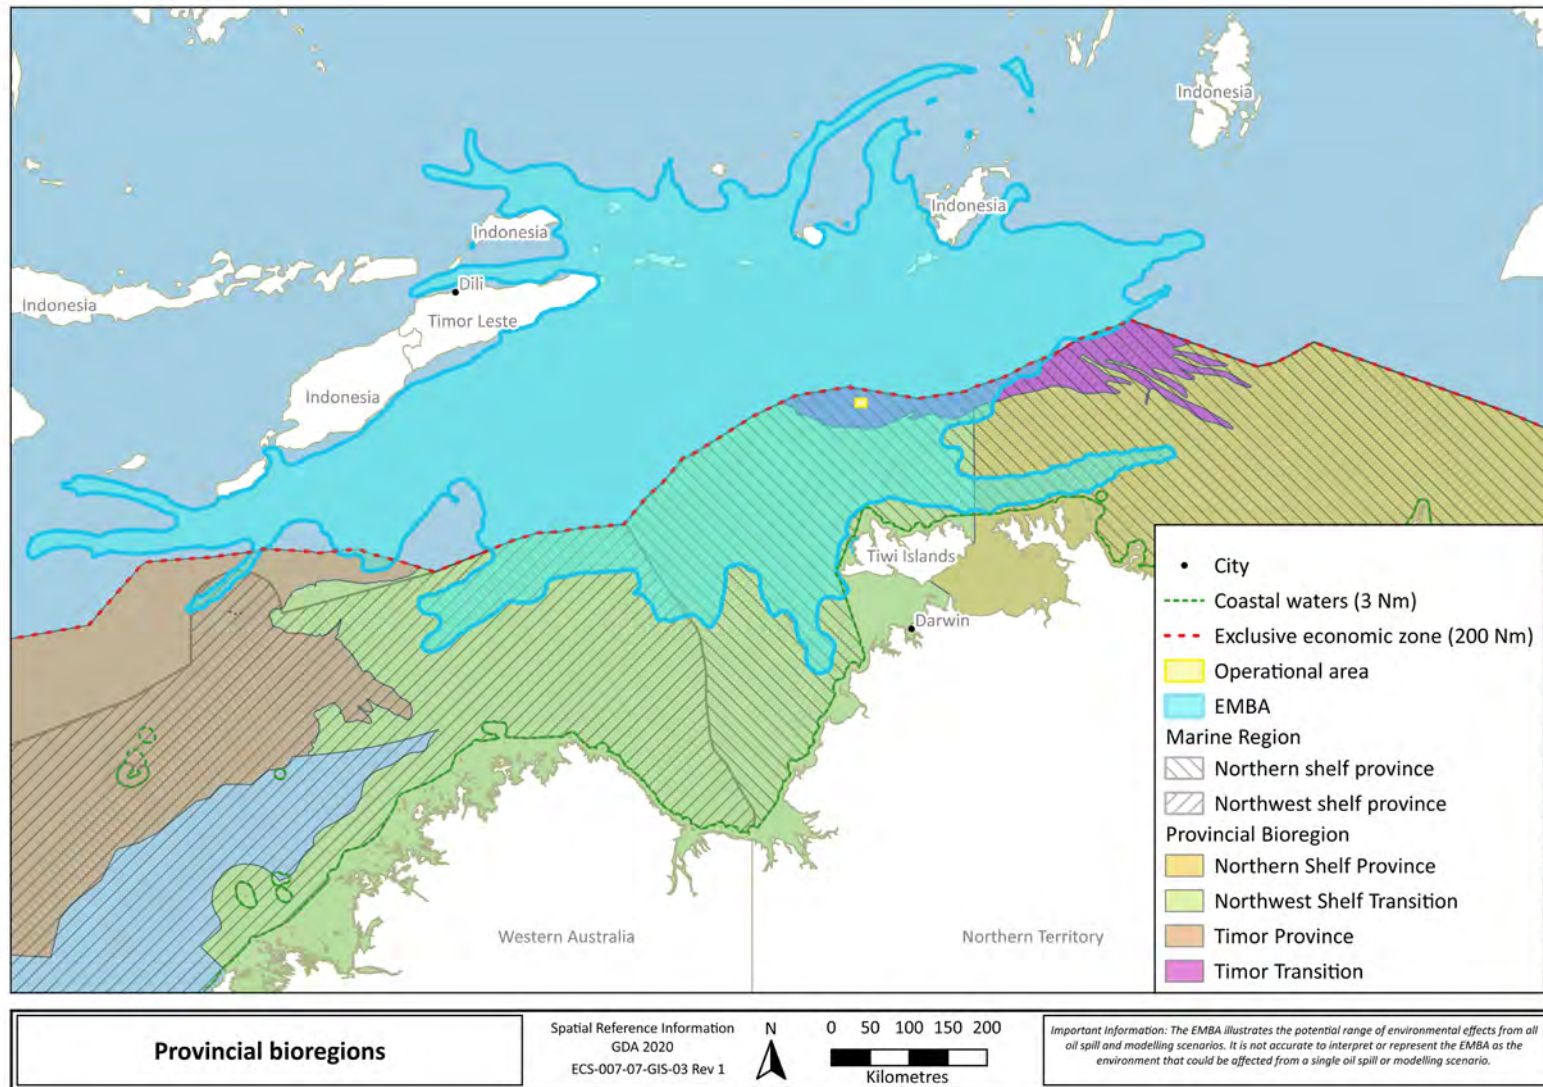 Indonesia
Indonesia
Indonesia
Indonesia
Dili
Timor Leste
Indonesia
Tiwi Islands
Darwin
Western Australia
Northern Territory
City
Coastal waters (3 Nm)
Exclusive economic zone (200 Nm)
Operational area
EMBA
Marine Region
Northern shelf province
Northwest shelf province
Provincial Bioregion
Northern Shelf Province
Northwest Shelf Transition
Timor Province
Timor Transition
Provincial bioregions
Spatial Reference Information
GDA 2020
ECS-007-07-GIS-03 Rev 1
N
0 50 100 150 200
Kilometres
Important Information: The EMBA illustrates the potential range of environmental effects from all
oil spill and modelling scenarios. It is not accurate to interpret or represent the EMBA as the
environment that could be affected from a single oil spill or modelling scenario.